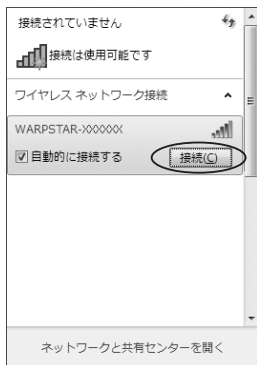 接続されていません
接続は使用可能です
ワイヤレス ネットワーク接続
WARPSTAR-XXXXXX
自動的に接続する
接続(C)
ネットワークと共有センターを開く